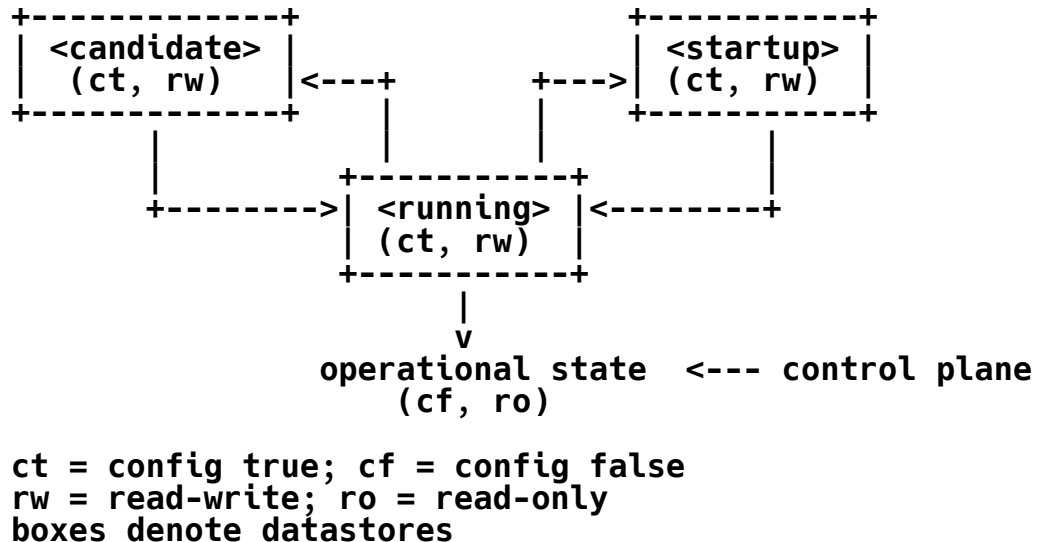 +-------------+                 +-----------+
| <candidate> |                 | <startup> |
|  (ct, rw)   |<---+       +--->| (ct, rw)  |
+-------------+    |       |    +-----------+
       |           |       |           |
       |         +-----------+         |
       +-------->| <running> |<--------+
                 | (ct, rw)  |
                 +-----------+
                       |
                       v
                operational state  <--- control plane
                    (cf, ro)
ct = config true; cf = config false
rw = read-write; ro = read-only
boxes denote datastores